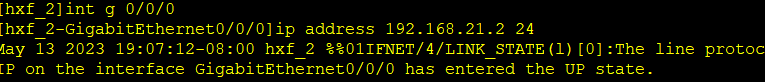 [hxf_2]int g 0/0/0
[hxf_2-GigabitEthernet0/0/0]ip address 192.168.21.2 24
May 13 2023 19:07:12-08:00 hxf_2 %%01IFNET/4/LINK_STATE(l)[0]:The line protoc
IP on the interface GigabitEthernet0/0/0 has entered the UP state.